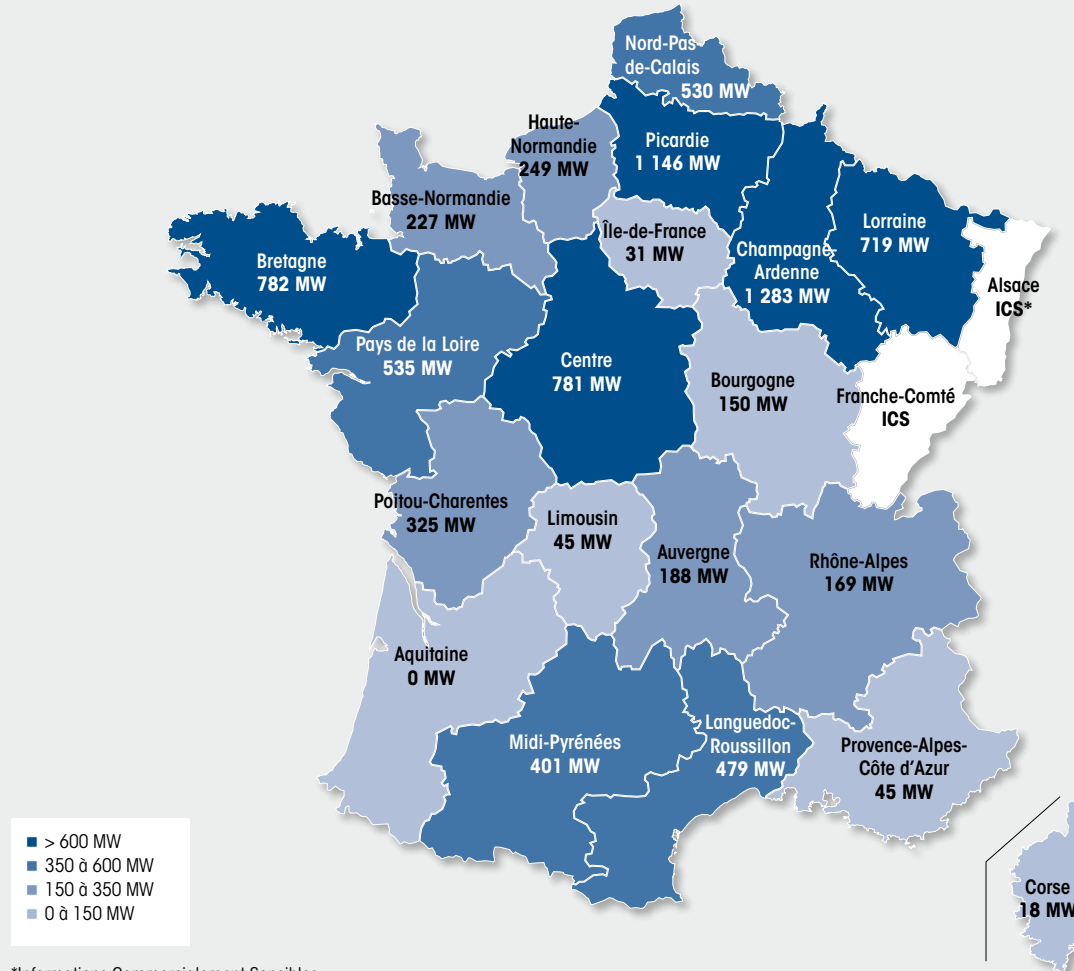 Nord-Pas-
de-Calais
530 MW
Haute-
Normandie
249 MW
Picardie
1 146 MW
Basse-Normandie
227 MW
Île-de-France
31 MW
Champagne-
Ardenne
1 283 MW
Lorraine
719 MW
Alsace
ICS*
Bretagne
782 MW
Pays de la Loire
535 MW
Centre
781 MW
Bourgogne
150 MW
Franche-Comté
ICS
Poitou-Charentes
325 MW
Limousin
45 MW
Auvergne
188 MW
Rhône-Alpes
169 MW
Aquitaine
0 MW
Midi-Pyrénées
401 MW
Languedoc-
Roussillon
479 MW
Provence-Alpes-
Côte d'Azur
45 MW
Corse
18 MW
> 600 MW
350 à 600 MW
150 à 350 MW
0 à 150 MW
*Informations Commercialement Sensibles